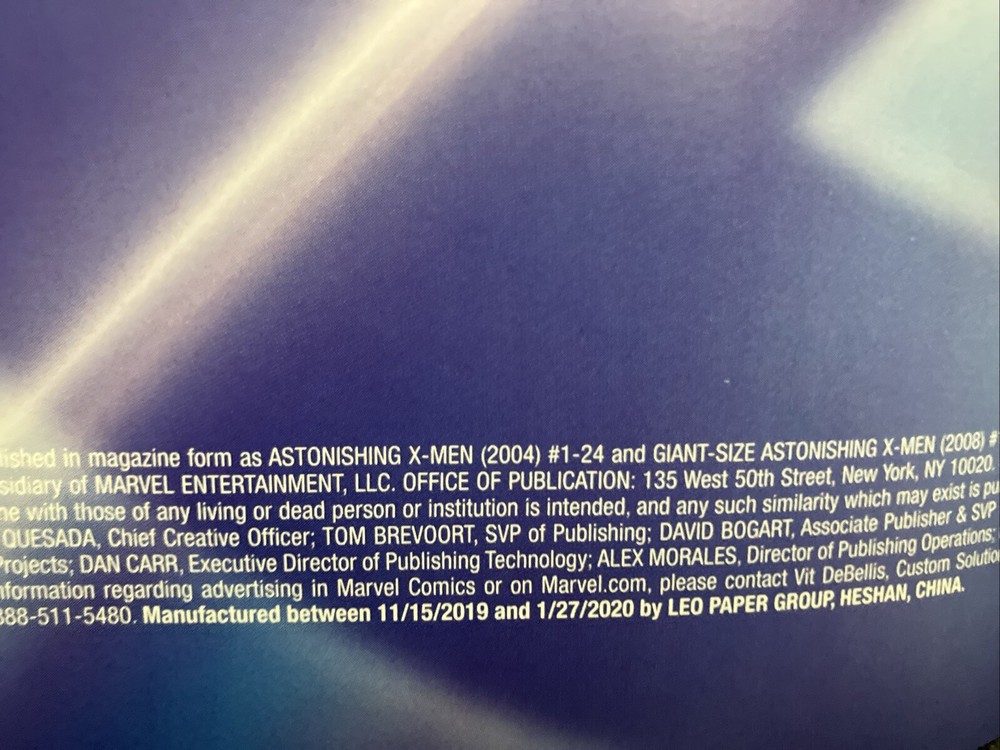 ished in magazine form as ASTONISHING X-MEN (2004) #1-24 and GIANT-SIZE ASTONISHING X-MEN (2008) #
sidiary of MARVEL ENTERTAINMENT, LLC. OFFICE OF PUBLICATION: 135 West 50th Street, New York, NY 10020.
ne with those of any living or dead person or institution is intended, and any such similarity which may exist is pu
QUESADA, Chief Creative Officer; TOM BREVOORT, SVP of Publishing; DAVID BOGART, Associate Publisher & SVP
Projects; DAN CARR, Executive Director of Publishing Technology; ALEX MORALES, Director of Publishing Operations;
nformation regarding advertising in Marvel Comics or on Marvel.com, please contact Vit DeBellis, Custom Solution
888-511-5480. Manufactured between 11/15/2019 and 1/27/2020 by LEO PAPER GROUP, HESHAN, CHINA.